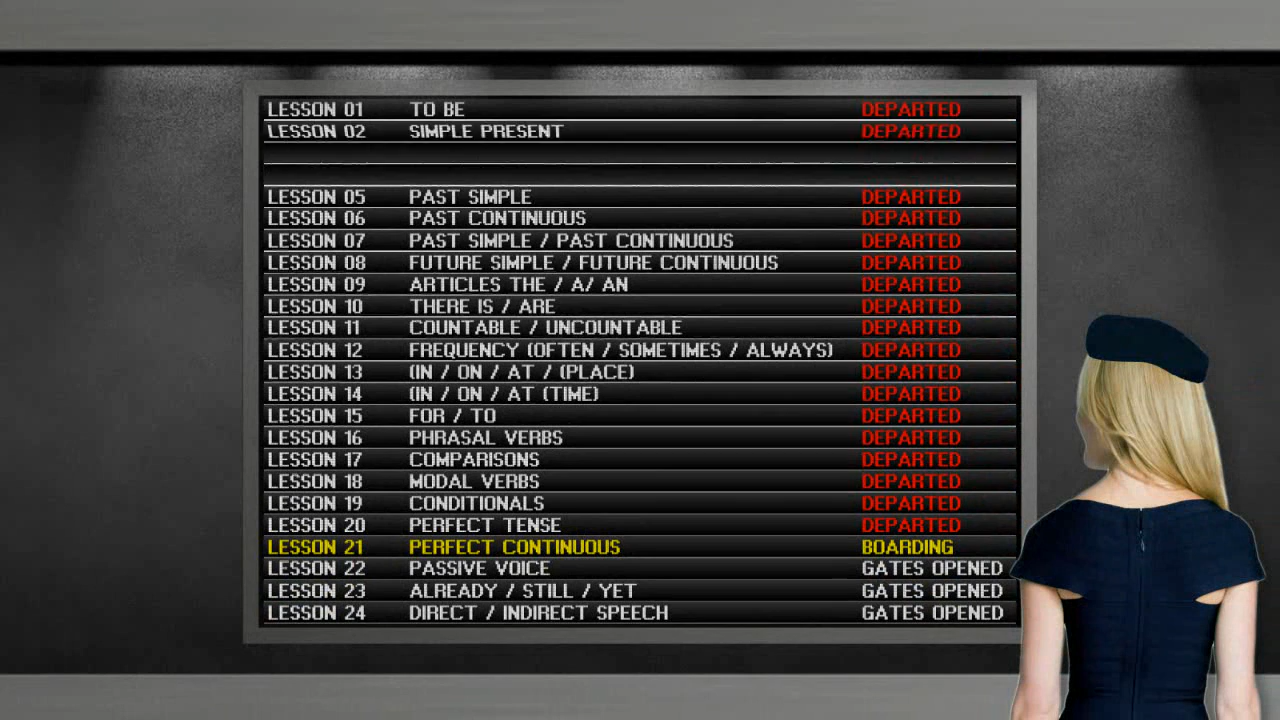 LESSON 01 TO BE DEPARTED
LESSON 02 SIMPLE PRESENT DEPARTED
LESSON 05 PAST SIMPLE DEPARTED
LESSON 06 PAST CONTINUOUS DEPARTED
LESSON 07 PAST SIMPLE / PAST CONTINUOUS DEPARTED
LESSON 08 FUTURE SIMPLE / FUTURE CONTINUOUS DEPARTED
LESSON 09 ARTICLES THE / A/ AN DEPARTED
LESSON 10 THERE IS / ARE DEPARTED
LESSON 11 COUNTABLE / UNCOUNTABLE DEPARTED
LESSON 12 FREQUENCY (OFTEN / SOMETIMES / ALWAYS) DEPARTED
LESSON 13 (IN / ON / AT / (PLACE) DEPARTED
LESSON 14 (IN / ON / AT (TIME) DEPARTED
LESSON 15 FOR / TO DEPARTED
LESSON 16 PHRASAL VERBS DEPARTED
LESSON 17 COMPARISONS DEPARTED
LESSON 18 MODAL VERBS DEPARTED
LESSON 19 CONDITIONALS DEPARTED
LESSON 20 PERFECT TENSE DEPARTED
LESSON 21 PERFECT CONTINUOUS BOARDING
LESSON 22 PASSIVE VOICE GATES OPENED
LESSON 23 ALREADY / STILL / YET GATES OPENED
LESSON 24 DIRECT / INDIRECT SPEECH GATES OPENED